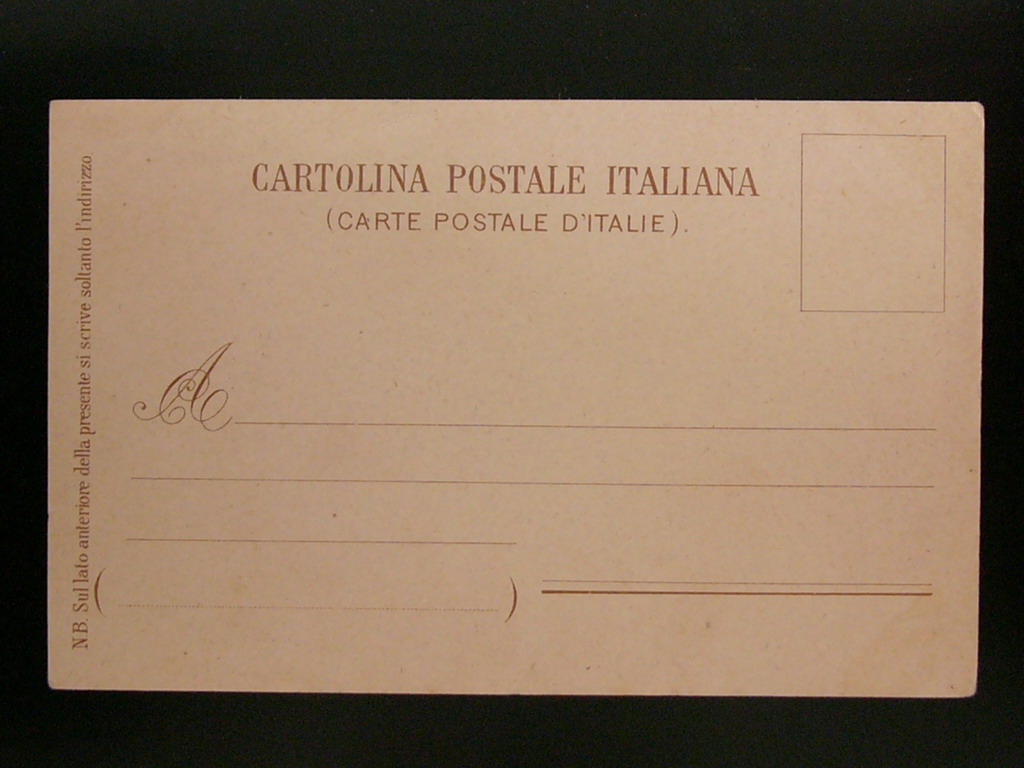 CARTOLINA POSTALE ITALIANA
(CARTE POSTALE D'ITALIE).
A
( )
N B. Sul lato anteriore della presente si scrive soltanto l'indirizzo